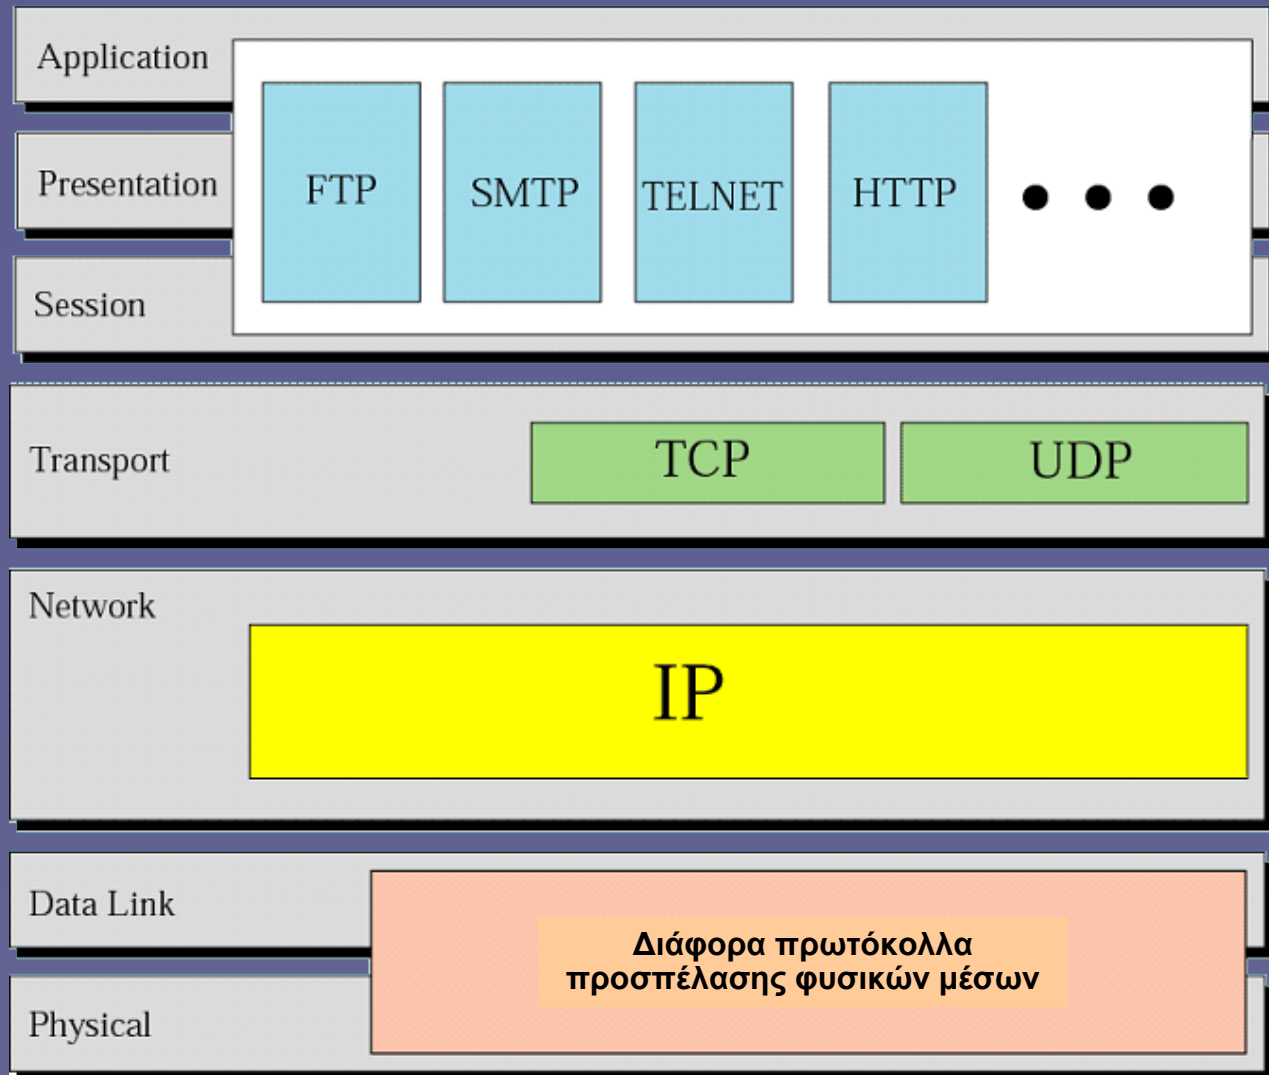 Application
Presentation
FTP SMTP TELNET HTTP
Session
Transport
TCP UDP
Network
IP
Data Link
Διάφορα πρωτόκολλα
προσπέλασης φυσικών μέσων
Physical